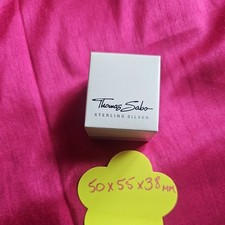 Thomas Sabo
STERLING SILVER
50 x 55 x 38 mm